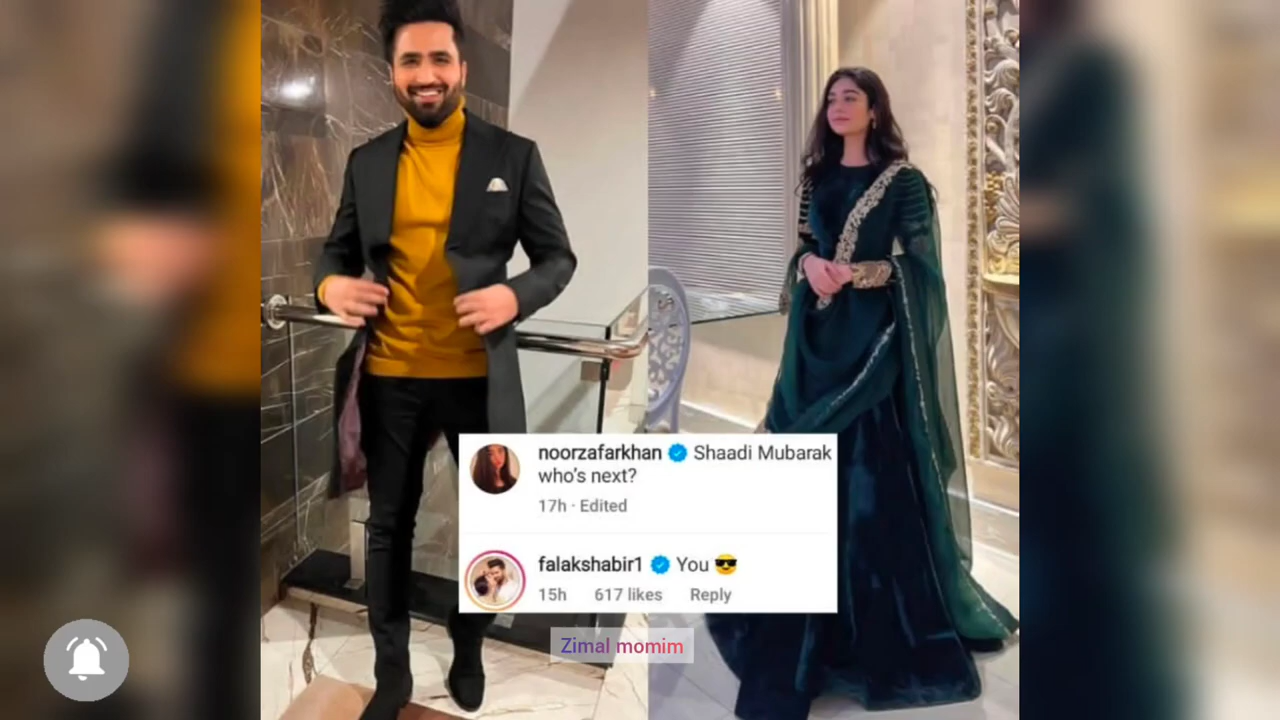 noorzafarkhan Shaadi Mubarak
who's next?
17h · Edited
falakshabir1 You 😎
15h 617 likes Reply
Zimal momim